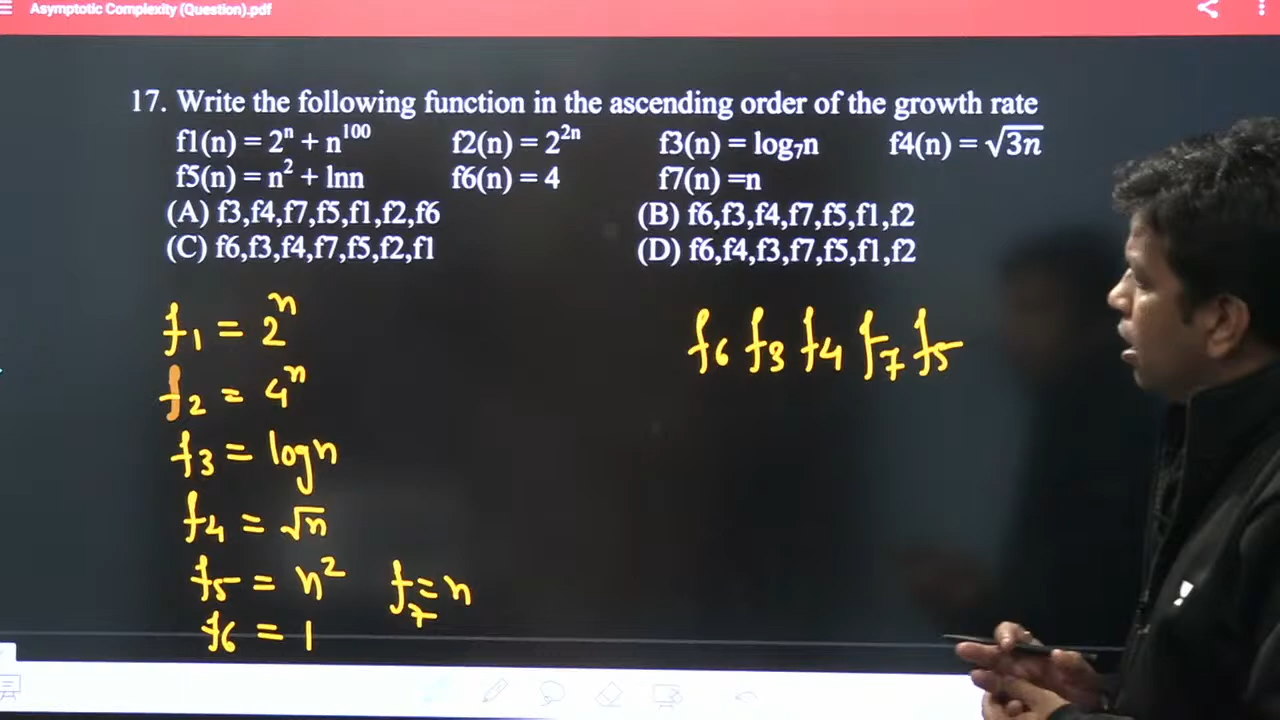 Asymptotic Complexity (Question).pdf
17. Write the following function in the ascending order of the growth rate
f1(n) = 2ⁿ + n¹⁰⁰ f2(n) = 2²ⁿ f3(n) = log₇n f4(n) = √3n
f5(n) = n² + lnn f6(n) = 4 f7(n) =n
(A) f3,f4,f7,f5,f1,f2,f6 (B) f6,f3,f4,f7,f5,f1,f2
(C) f6,f3,f4,f7,f5,f2,f1 (D) f6,f4,f3,f7,f5,f1,f2
f₁ = 2ⁿ
f₆ f₃ f₄ f₇ f₅
f₂ = 4ⁿ
f₃ = logn
f₄ = √n
f₅ = n² f₇ = n
f₆ = 1